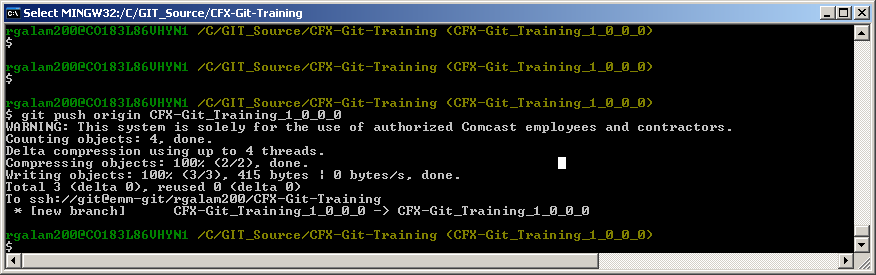 Select MINGW32:/C/GIT_Source/CFX-Git-Training
rgalam200@CO183L86VHYN1 /C/GIT_Source/CFX-Git-Training (CFX-Git_Training_1_0_0_0)
$
rgalam200@CO183L86VHYN1 /C/GIT_Source/CFX-Git-Training (CFX-Git_Training_1_0_0_0)
$
rgalam200@CO183L86VHYN1 /C/GIT_Source/CFX-Git-Training (CFX-Git_Training_1_0_0_0)
$ git push origin CFX-Git_Training_1_0_0_0
WARNING: This system is solely for the use of authorized Comcast employees and contractors.
Counting objects: 4, done.
Delta compression using up to 4 threads.
Compressing objects: 100% (2/2), done.
Writing objects: 100% (3/3), 415 bytes | 0 bytes/s, done.
Total 3 (delta 0), reused 0 (delta 0)
To ssh://git@emm-git/rgalam200/CFX-Git-Training
 * [new branch]      CFX-Git_Training_1_0_0_0 -> CFX-Git_Training_1_0_0_0
rgalam200@CO183L86VHYN1 /C/GIT_Source/CFX-Git-Training (CFX-Git_Training_1_0_0_0)
$